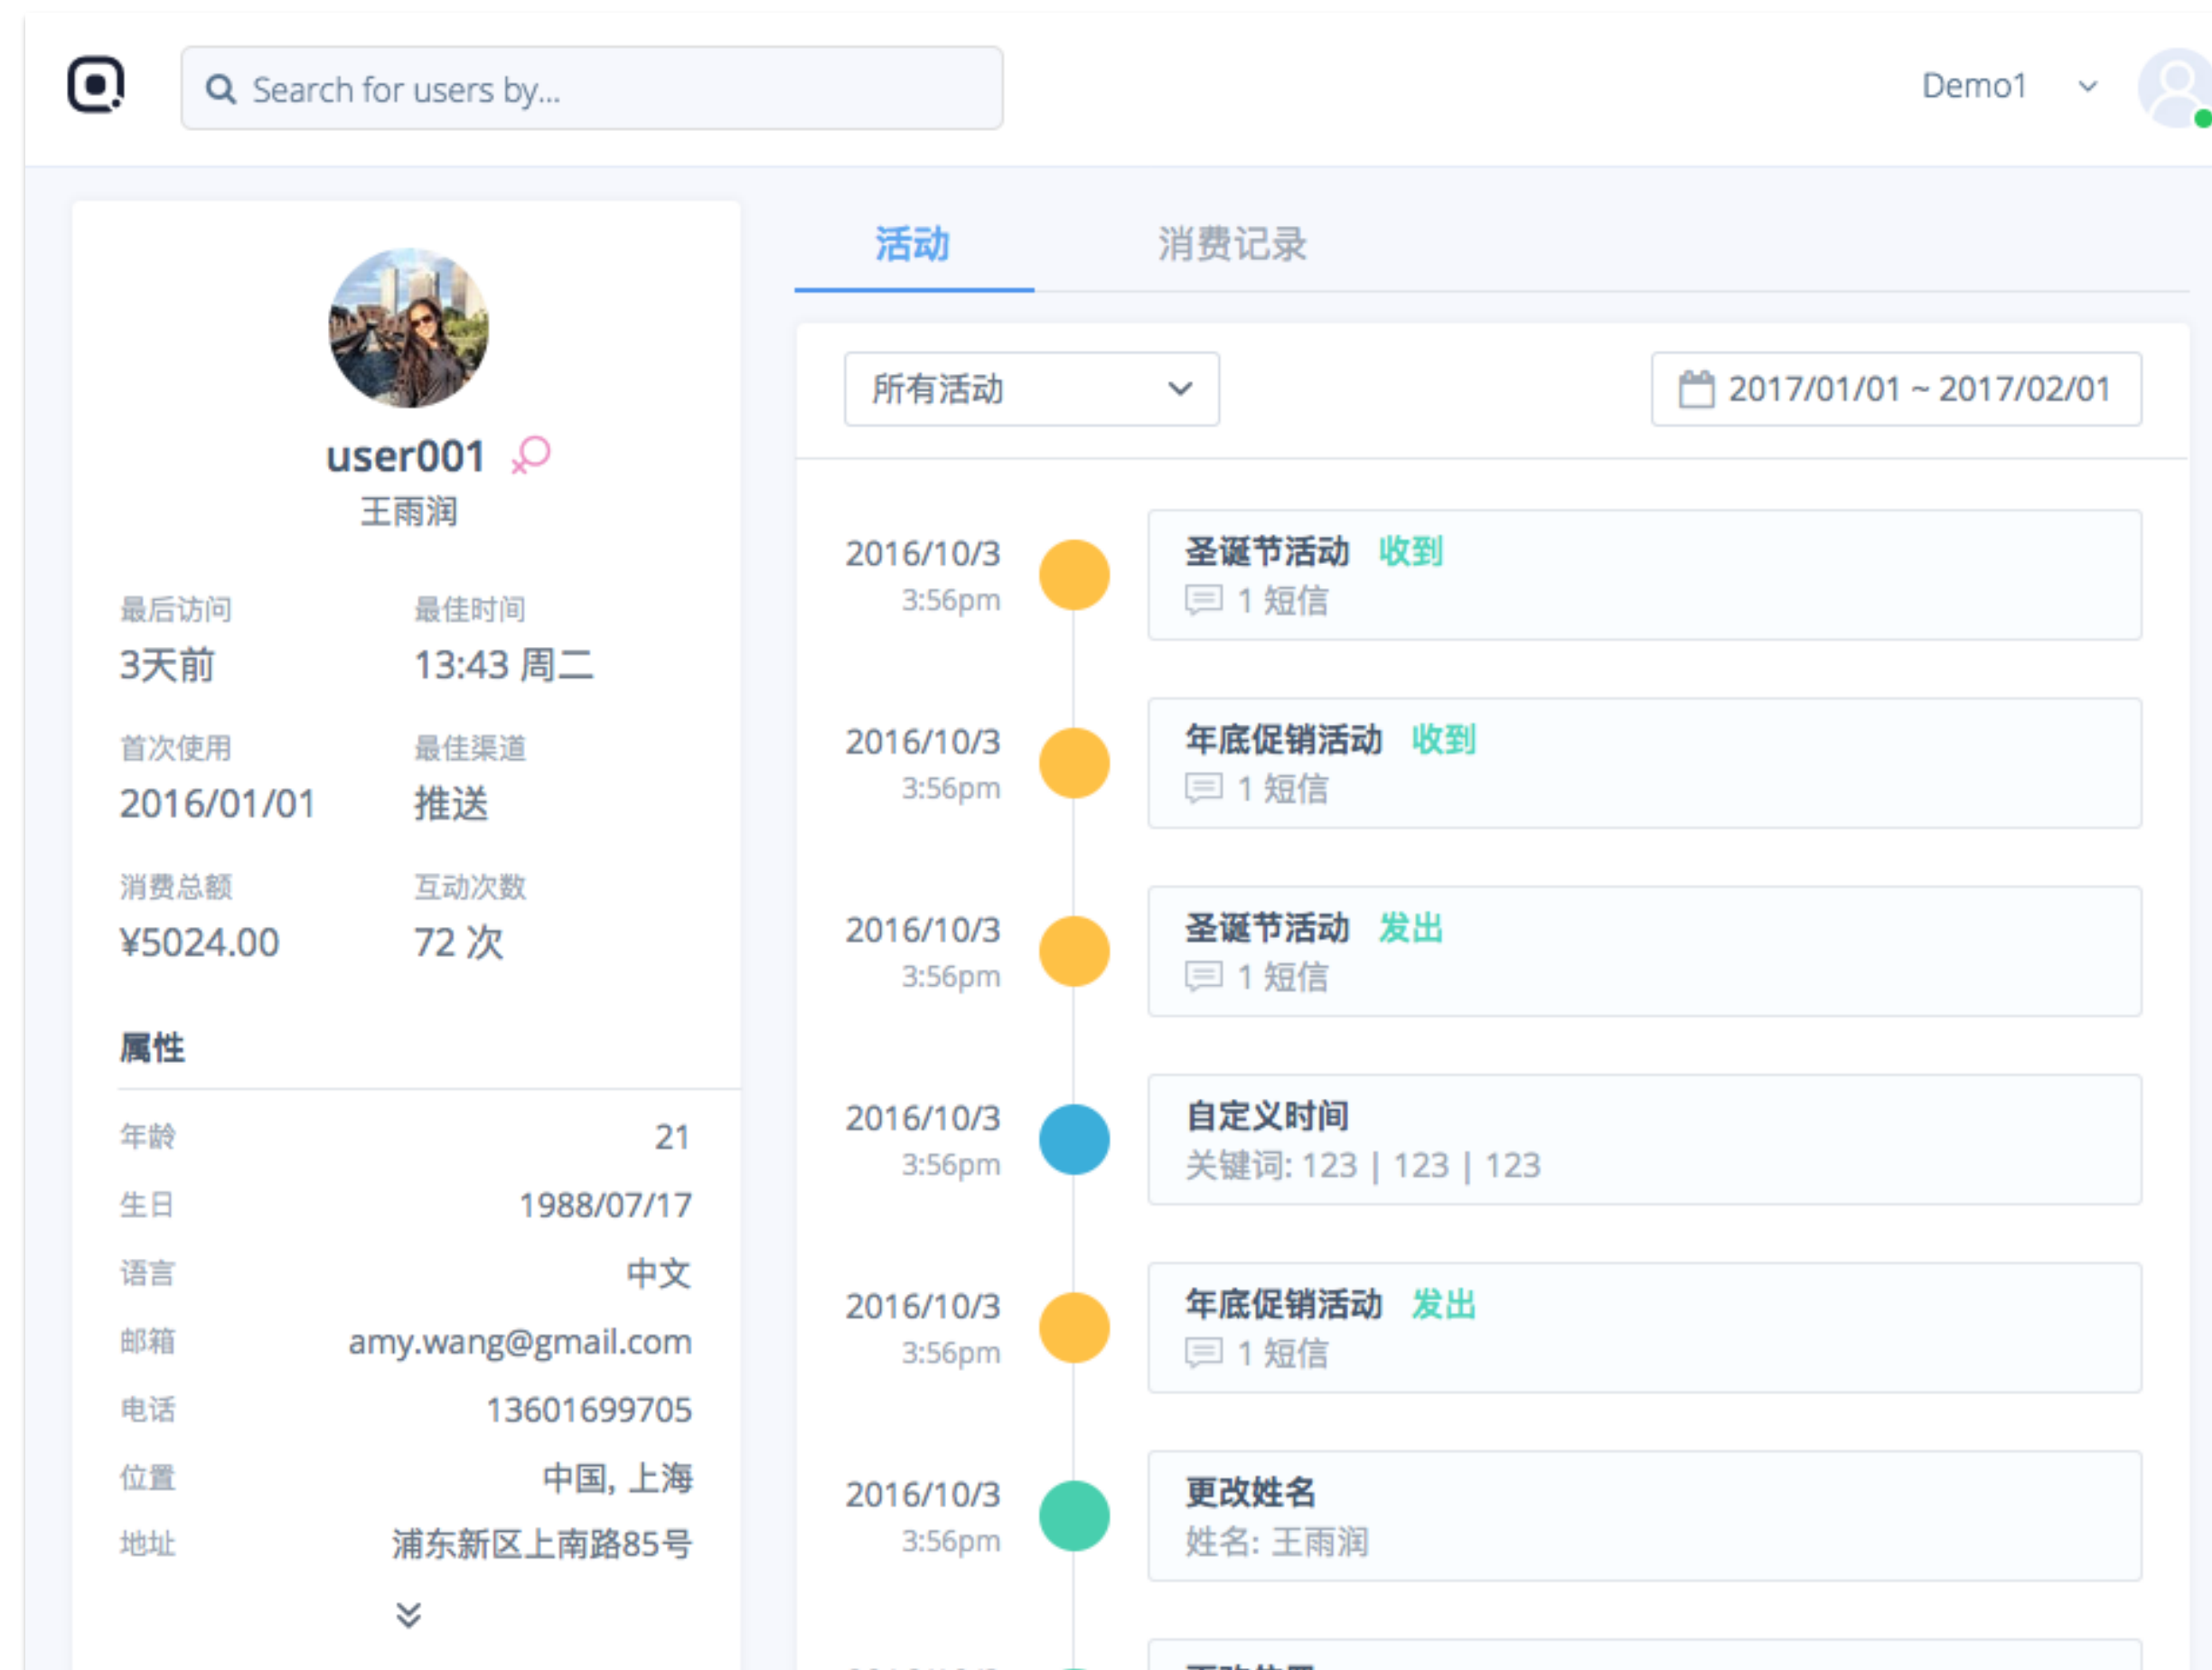 Search for users by...
Demo1
user001
王雨润
最后访问 最佳时间
3天前 13:43 周二
首次使用 最佳渠道
2016/01/01 推送
消费总额 互动次数
¥5024.00 72 次
属性
年龄 21
生日 1988/07/17
语言 中文
邮箱 amy.wang@gmail.com
电话 13601699705
位置 中国, 上海
地址 浦东新区上南路85号
活动 消费记录
所有活动 2017/01/01 ~ 2017/02/01
2016/10/3 圣诞节活动 收到
3:56pm 1 短信
2016/10/3 年底促销活动 收到
3:56pm 1 短信
2016/10/3 圣诞节活动 发出
3:56pm 1 短信
2016/10/3 自定义时间
3:56pm 关键词: 123 | 123 | 123
2016/10/3 年底促销活动 发出
3:56pm 1 短信
2016/10/3 更改姓名
3:56pm 姓名: 王雨润